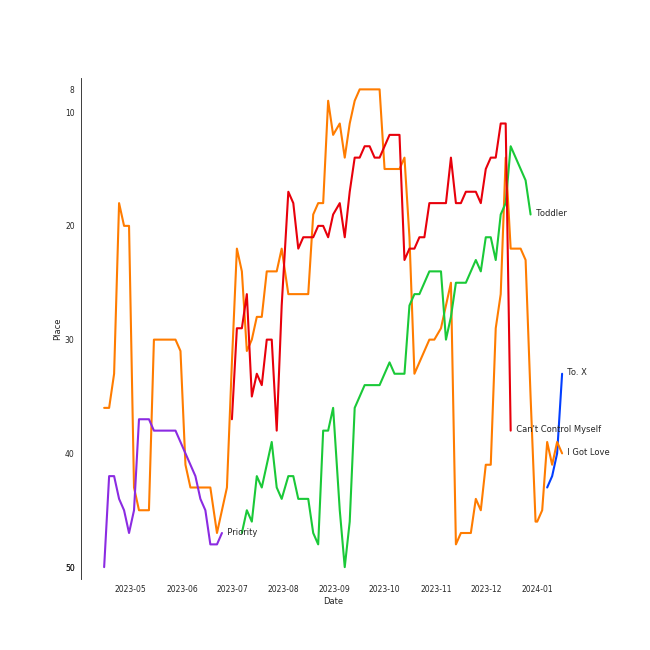 8
10
20
30
40
50
Place
Toddler
To. X
Can't Control Myself
I Got Love
Priority
2023-05 2023-06 2023-07 2023-08 2023-09 2023-10 2023-11 2023-12 2024-01
Date